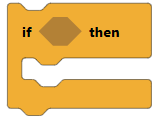 if then